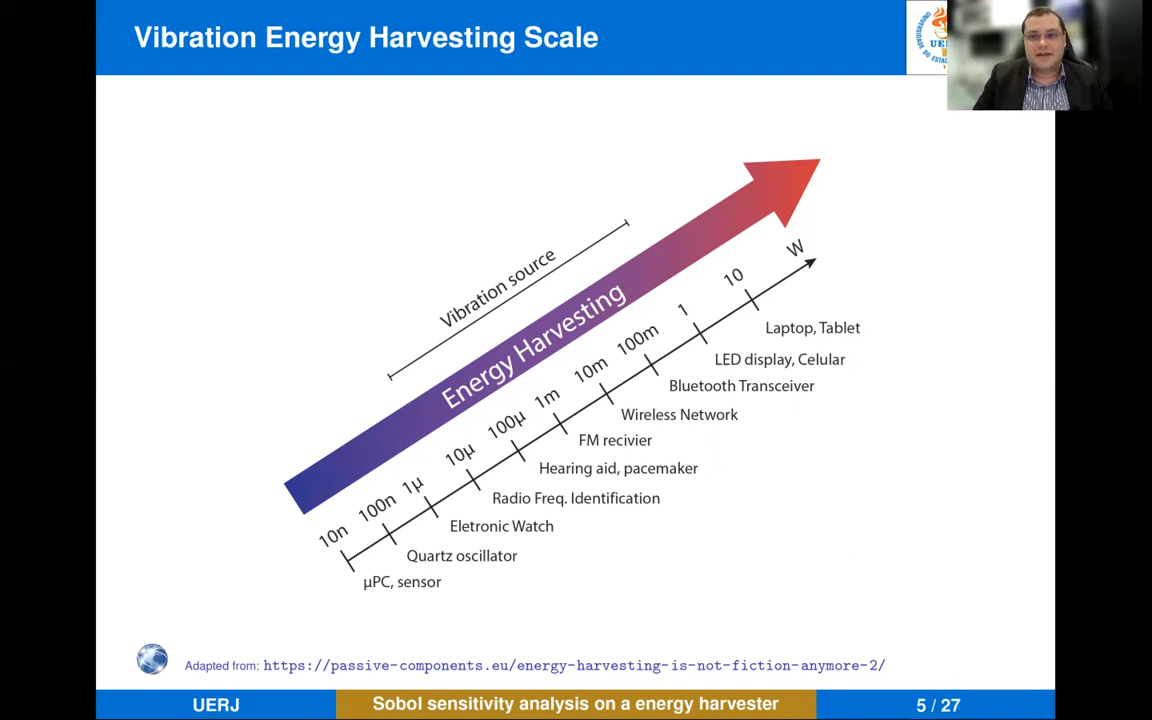 Vibration Energy Harvesting Scale
Vibration source
Energy Harvesting
W
10
1
100m
10m
1m
100µ
10µ
1µ
100n
10n
Laptop, Tablet
LED display, Celular
Bluetooth Transceiver
Wireless Network
FM recivier
Hearing aid, pacemaker
Radio Freq. Identification
Eletronic Watch
Quartz oscillator
µPC, sensor
Adapted from: https://passive-components.eu/energy-harvesting-is-not-fiction-anymore-2/
UERJ
Sobol sensitivity analysis on a energy harvester
5 / 27